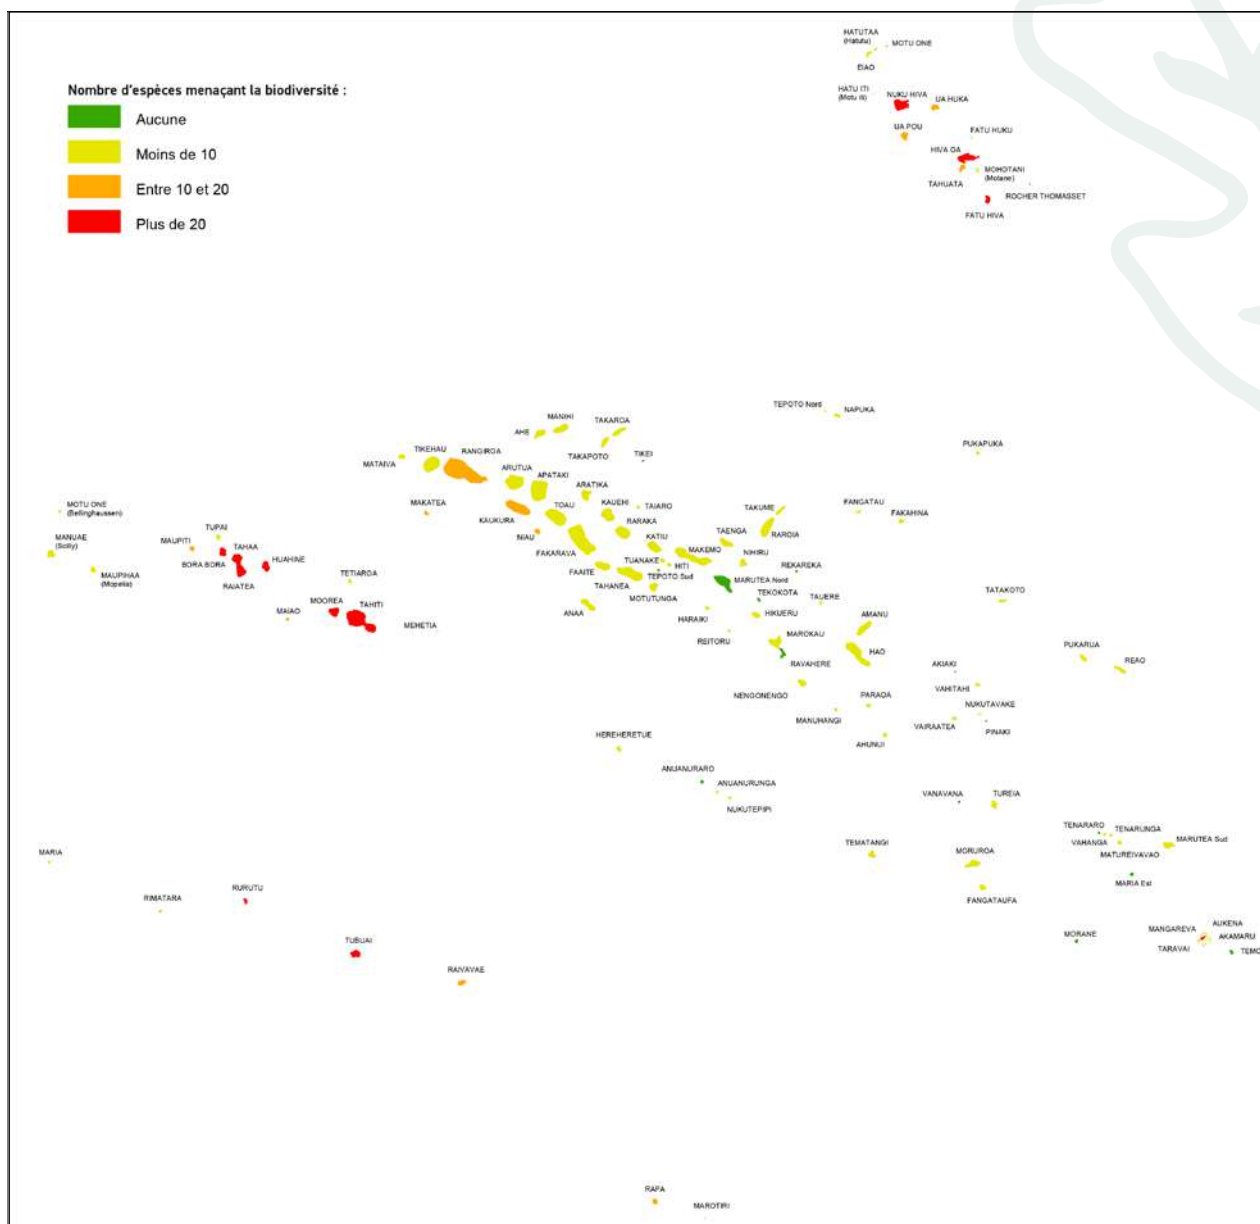 HATUTAA
(Hatutu)
MOTU ONE
EIAO
Nombre d'espèces menaçant la biodiversité :
Aucune
Moins de 10
Entre 10 et 20
Plus de 20
HATU ITI
(Motu Iti)
NUKU HIVA
UA HUKA
UA POU
FATU HUKU
HIVA OA
MOHOTANI
(Motane)
TAHUATA
ROCHER THOMASSET
FATU HIVA
TEPOTO Nord
NAPUKA
MANIHI
AHE
TAKAROA
TIKEHAU
RANGIROA
TAKAPOTO
TIKEI
PUKAPUKA
MATAIVA
ARUTUA
APATAKI
ARATIKA
MAKATEA
KAUKURA
TOAU
KAUEHI
TAIARO
TAKUME
FANGATAU
FAKAHINA
MOTU ONE
(Bellinghaussen)
TUPAI
NIAU
RARAKA
KATIU
TAENGA
RAROIA
MANUAE
(Scilly)
MAUPITI
TAHAA
FAKARAVA
TUANAKE
HITI
MAKEMO
NIHIRU
REKAREKA
BORA BORA
HUAHINE
FAAITE
MAUPIHAA
(Mopelia)
RAIATEA
TETIAROA
TAHANEA
TEPOTO Sud
MARUTEA Nord
MOTUTUNGA
TEKOKOTA
TAUERE
TATAKOTO
MOOREA
TAHITI
MAIAO
MEHETIA
ANAA
HARAIKI
HIKUERU
AMANU
REITORU
MAROKAU
HAO
PUKARUA
REAO
RAVAHERE
AKIAKI
VAHITAHI
NENGONENGO
PARAOA
NUKUTAVAKE
MANUHANGI
VAIRAATEA
PINAKI
HEREHERETUE
AHUNUI
ANUANURARO
ANUANURUNGA
NUKUTEPIPI
VANAVANA
TUREIA
TENARARO
TENARUNGA
VAHANGA
MARUTEA Sud
MATUREIVAVAO
MARIA
TEMATANGI
MORUROA
MARIA Est
FANGATAUFA
RIMATARA
RURUTU
TUBUAI
RAIVAVAE
MORANE
MANGAREVA
AUKENA
AKAMARU
TARAVAI
TEMO
RAPA
MAROTIRI